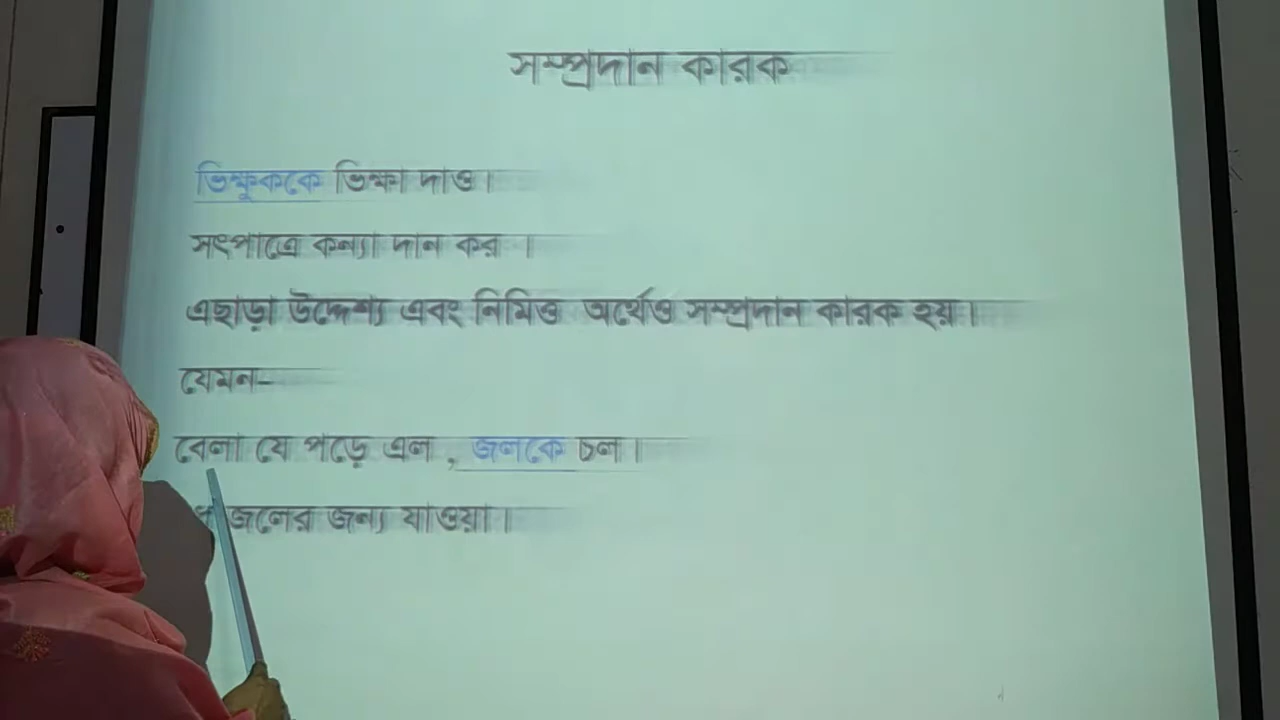 সম্প্রদান কারক
ভিক্ষুককে ভিক্ষা দাও।
সৎপাত্রে কন্যা দান কর ।
এছাড়া উদ্দেশ্য এবং নিমিত্ত অর্থেও সম্প্রদান কারক হয়।
যেমন-
বেলা যে পড়ে এল , জলকে চল।
জলের জন্য যাওয়া।